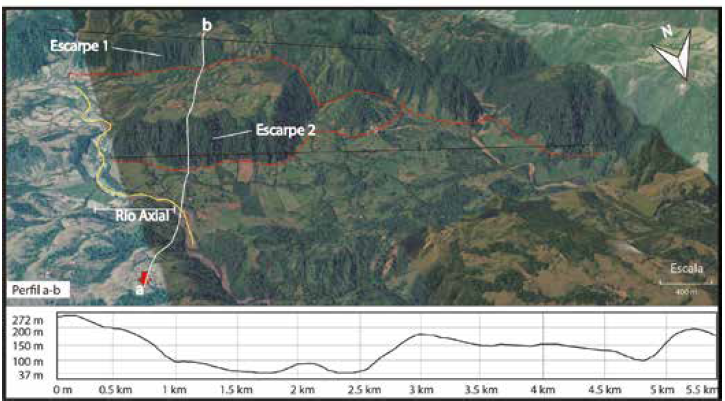 b
N
Escarpe 1
Escarpe 2
Río Axial
a
Escala
400 m
Perfil a-b
272 m
200 m
150 m
100 m
37 m
0 m 0.5 km 1 km 1.5 km 2 km 2.5 km 3 km 3.5 km 4 km 4.5 km 5 km 5.5 km